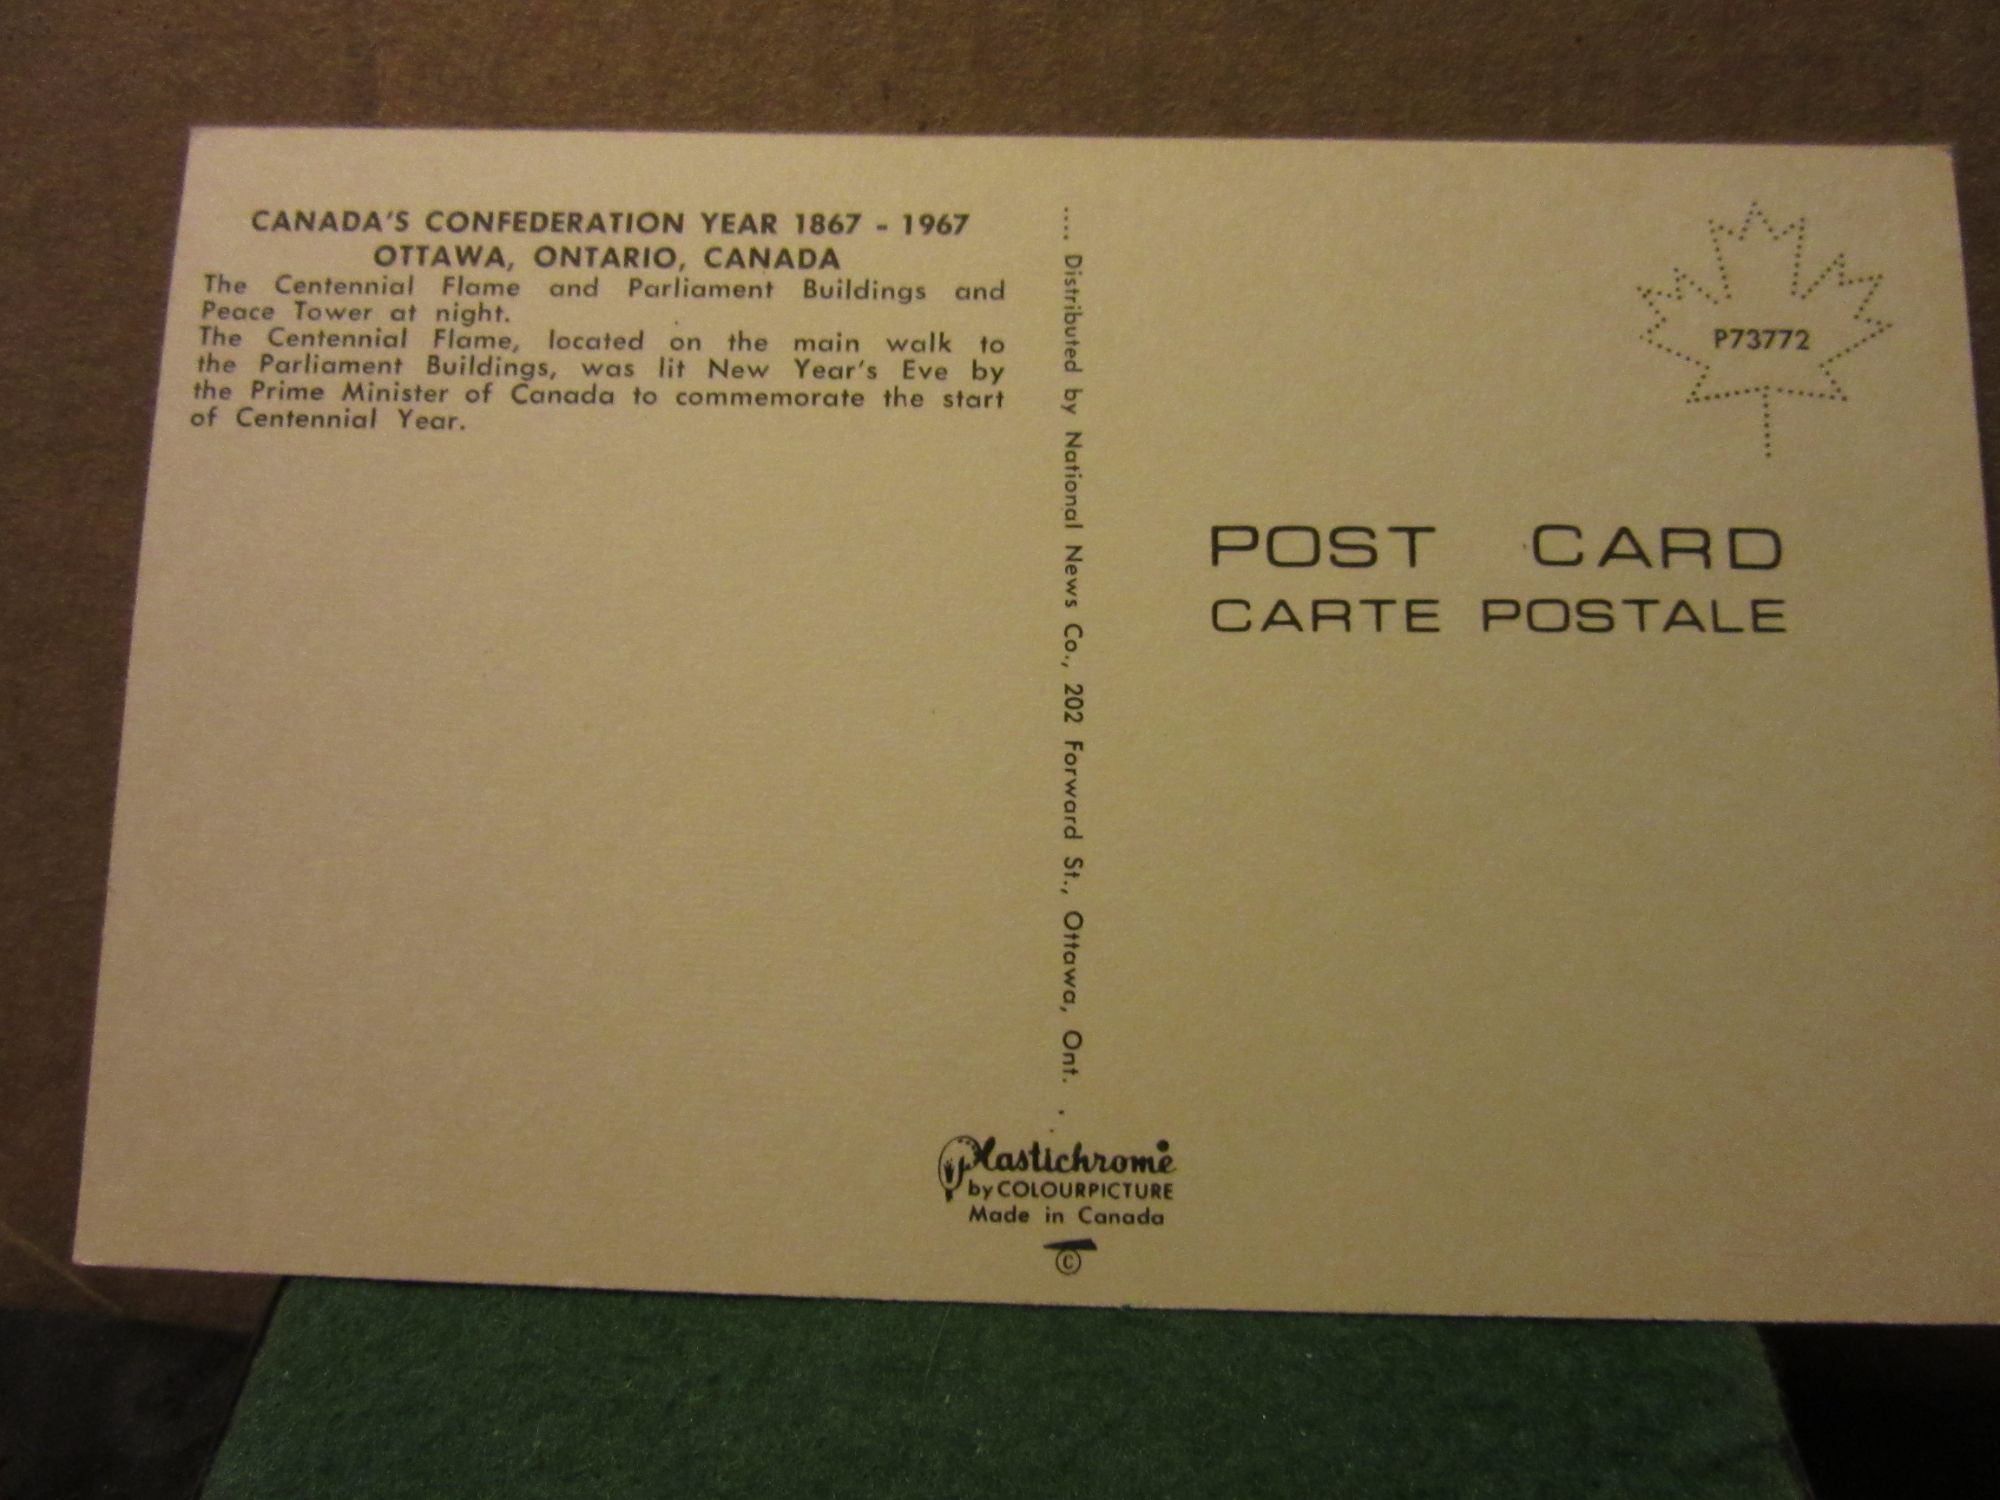 CANADA'S CONFEDERATION YEAR 1867 - 1967
OTTAWA, ONTARIO, CANADA
The Centennial Flame and Parliament Buildings and
Peace Tower at night.
The Centennial Flame, located on the main walk to
the Parliament Buildings, was lit New Year's Eve by
the Prime Minister of Canada to commemorate the start
of Centennial Year.
.... Distributed by National News Co., 202 Forward St., Ottawa, Ont. .
P73772
POST CARD
CARTE POSTALE
Plastichrome
by COLOURPICTURE
Made in Canada
©